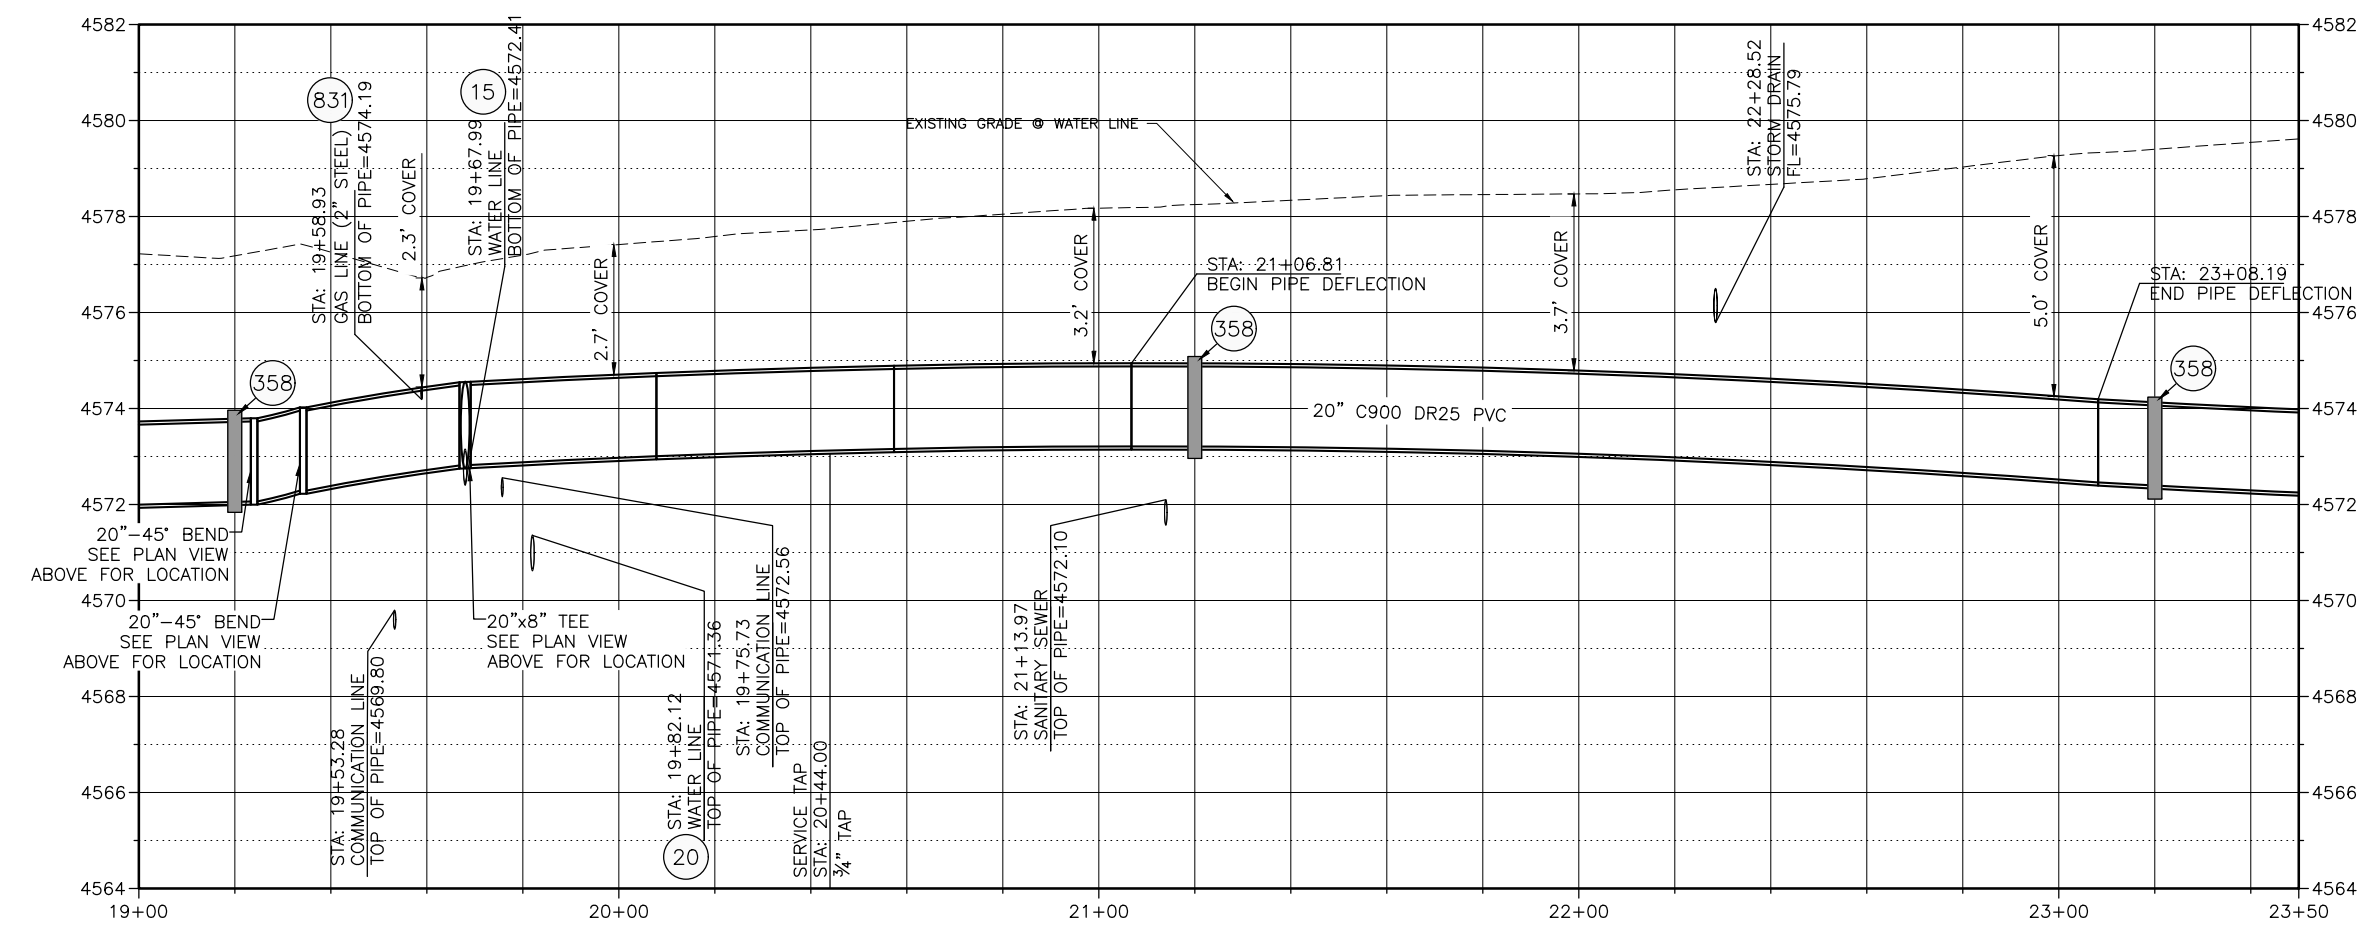 4582
4580
4578
4576
4574
4572
4570
4568
4566
4564
4582
4580
4578
4576
4574
4572
4570
4568
4566
4564
19+00
20+00
21+00
22+00
23+00
23+50
831
STA: 19+58.93
GAS LINE (2" STEEL)
BOTTOM OF PIPE=4574.19
2.3' COVER
15
STA: 19+67.99
WATER LINE
BOTTOM OF PIPE=4572.41
2.7' COVER
EXISTING GRADE @ WATER LINE
3.2' COVER
STA: 21+06.81
BEGIN PIPE DEFLECTION
358
3.7' COVER
STA: 22+28.52
STORM DRAIN
FL=4575.79
5.0' COVER
STA: 23+08.19
END PIPE DEFLECTION
358
358
20" C900 DR25 PVC
20"-45° BEND
SEE PLAN VIEW
ABOVE FOR LOCATION
20"-45° BEND
SEE PLAN VIEW
ABOVE FOR LOCATION
STA: 19+53.28
COMMUNICATION LINE
TOP OF PIPE=4569.80
20"x8" TEE
SEE PLAN VIEW
ABOVE FOR LOCATION
STA: 19+82.12
WATER LINE
TOP OF PIPE=4571.36
20
STA: 19+75.73
COMMUNICATION LINE
TOP OF PIPE=4572.56
SERVICE TAP
STA: 20+44.00
¾" TAP
STA: 21+13.97
SANITARY SEWER
TOP OF PIPE=4572.10